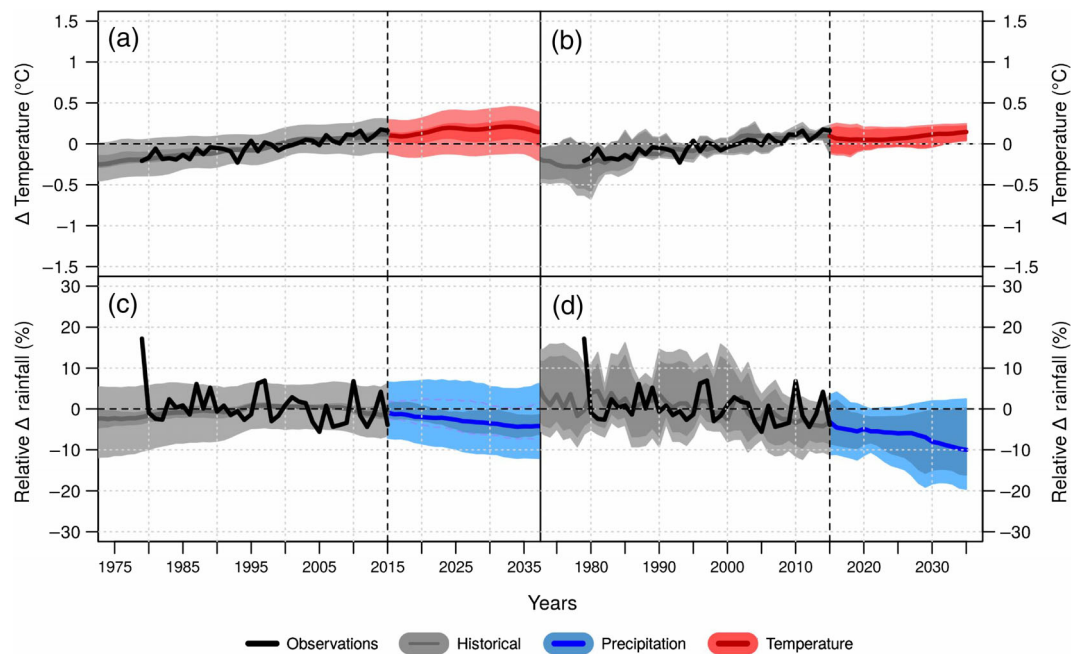 (a)
(b)
1.5
1
0.5
0
−0.5
−1
−1.5
Δ Temperature (°C)
1.5
1
0.5
0
−0.5
−1
−1.5
Δ Temperature (°C)
(c)
(d)
30
20
10
0
−10
−20
−30
Relative Δ rainfall (%)
30
20
10
0
−10
−20
−30
Relative Δ rainfall (%)
1975 1985 1995 2005 2015 2025 2035 1980 1990 2000 2010 2020 2030
Years
Observations Historical Precipitation Temperature